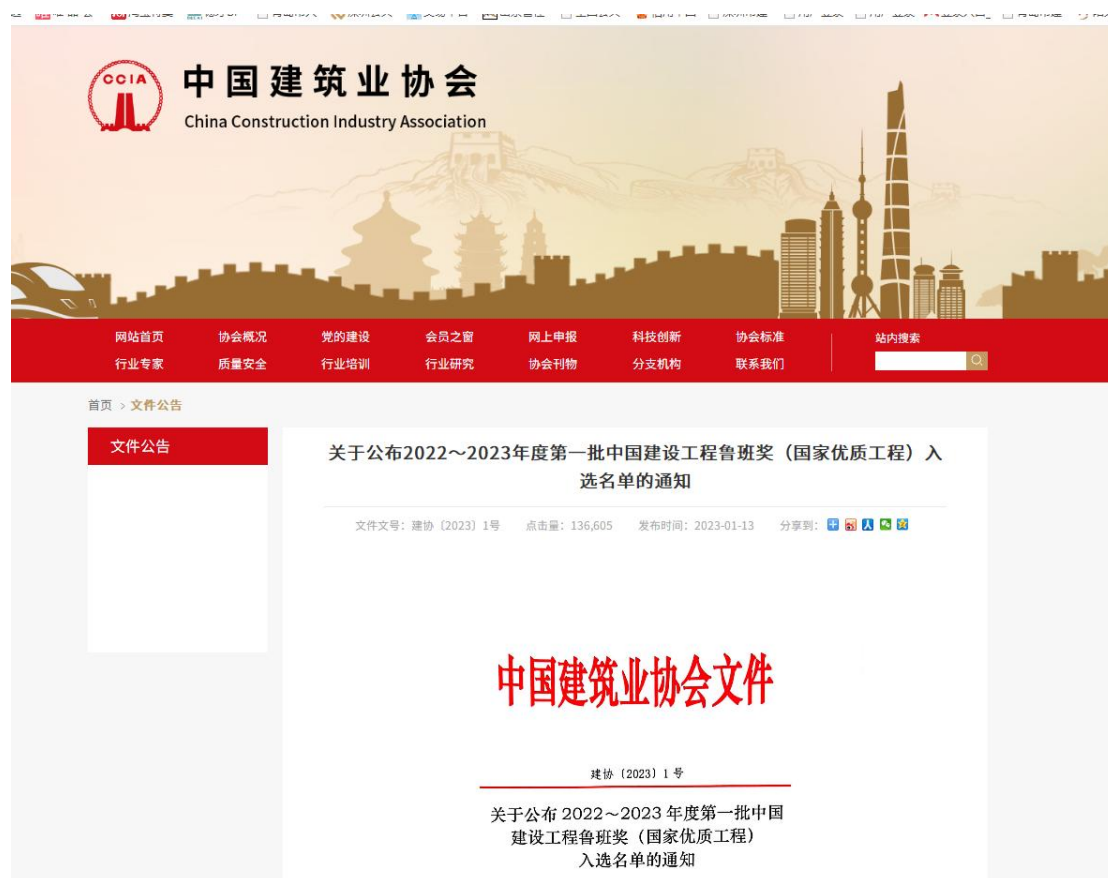 CCIA
中国建筑业协会
China Construction Industry Association
网站首页 协会概况 党的建设 会员之窗 网上申报 科技创新 协会标准 站内搜索
行业专家 质量安全 行业培训 行业研究 协会刊物 分支机构 联系我们
首页 > 文件公告
文件公告
关于公布2022～2023年度第一批中国建设工程鲁班奖（国家优质工程）入
选名单的通知
文件文号：建协〔2023〕1号 点击量：136,605 发布时间：2023-01-13 分享到：
中国建筑业协会文件
建协〔2023〕1号
关于公布 2022～2023 年度第一批中国
建设工程鲁班奖（国家优质工程）
入选名单的通知